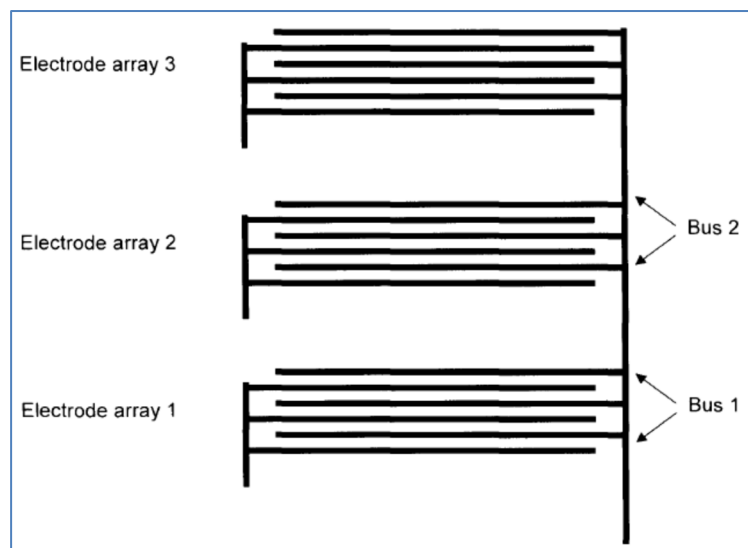 Electrode array 3
Electrode array 2
Bus 2
Electrode array 1
Bus 1